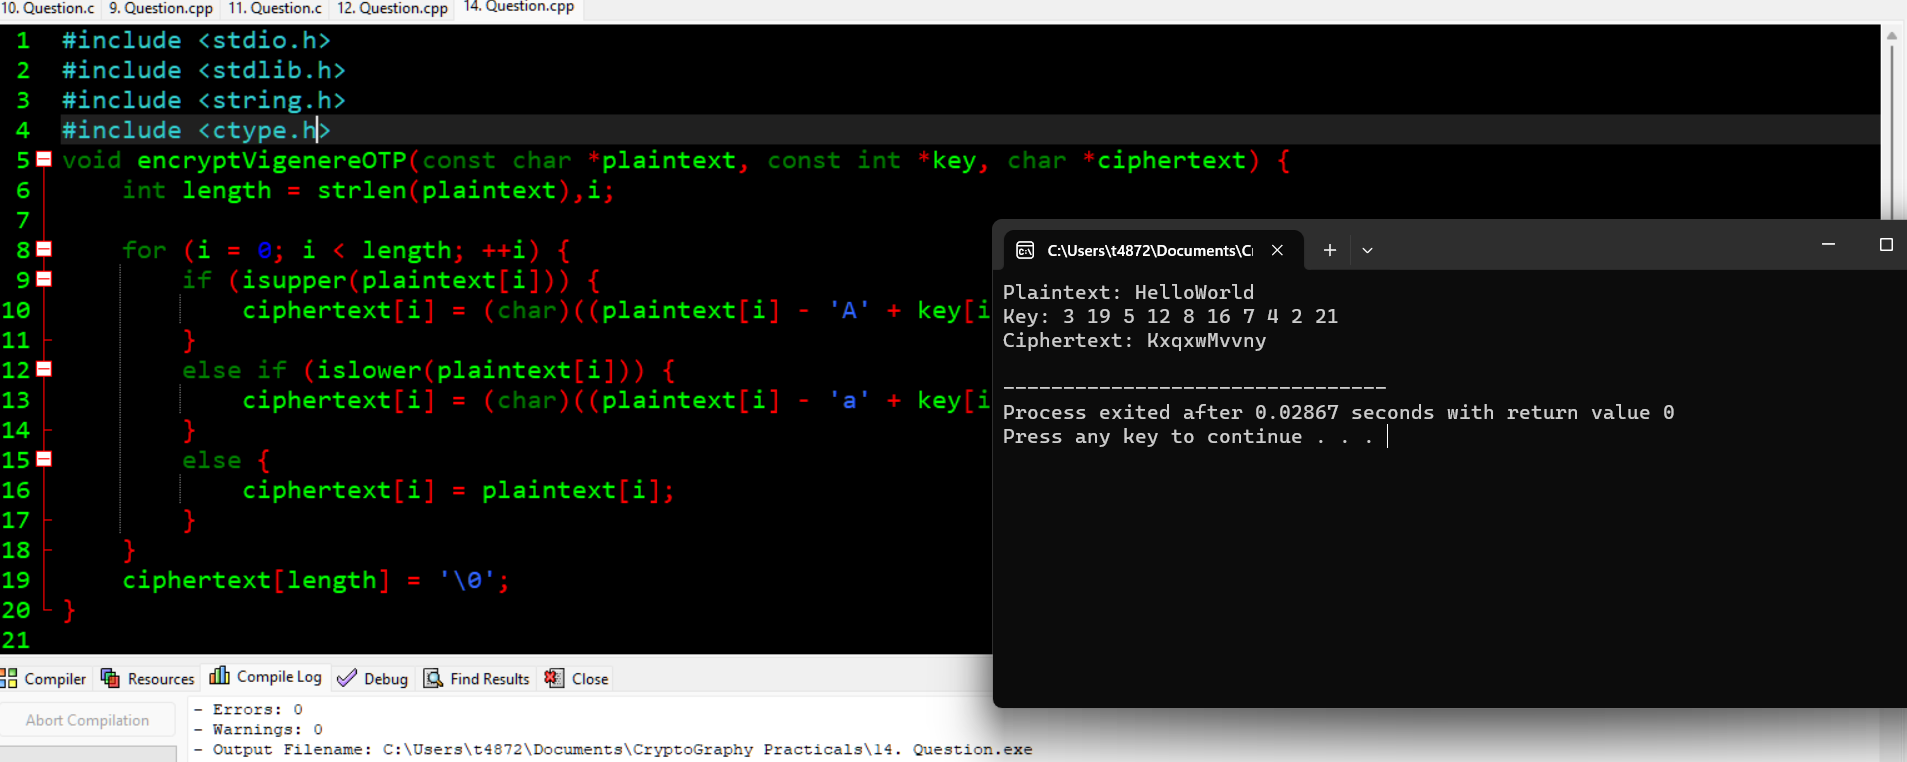 10. Question.c 9. Question.cpp 11. Question.c 12. Question.cpp 14. Question.cpp
1 #include <stdio.h>
2 #include <stdlib.h>
3 #include <string.h>
4 #include <ctype.h>
5 void encryptVigenereOTP(const char *plaintext, const int *key, char *ciphertext) {
6 int length = strlen(plaintext),i;
7
8 for (i = 0; i < length; ++i) {
9 if (isupper(plaintext[i])) {
10 ciphertext[i] = (char)((plaintext[i] - 'A' + key[i
11 }
12 else if (islower(plaintext[i])) {
13 ciphertext[i] = (char)((plaintext[i] - 'a' + key[i
14 }
15 else {
16 ciphertext[i] = plaintext[i];
17 }
18 }
19 ciphertext[length] = '\0';
20 }
21
C:\Users\t4872\Documents\C
Plaintext: HelloWorld
Key: 3 19 5 12 8 16 7 4 2 21
Ciphertext: KxqxwMvvny
--------------------------------
Process exited after 0.02867 seconds with return value 0
Press any key to continue . . .
Compiler Resources Compile Log Debug Find Results Close
Abort Compilation
- Errors: 0
- Warnings: 0
- Output Filename: C:\Users\t4872\Documents\CryptoGraphy Practicals\14. Question.exe